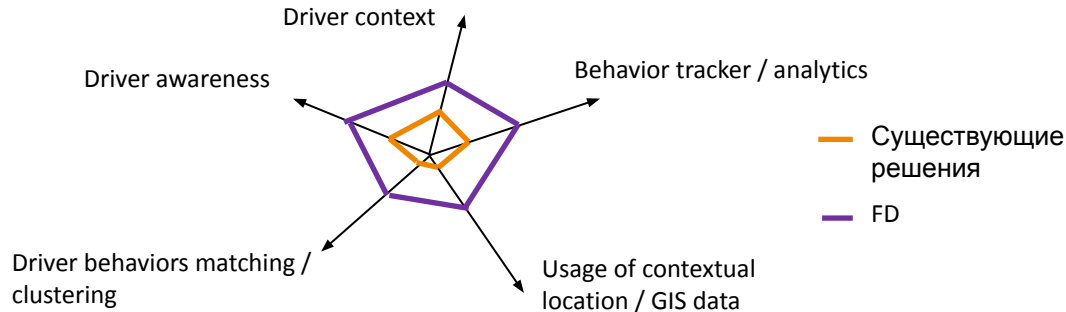 Driver context
Driver awareness
Behavior tracker / analytics
Существующие
решения
FD
Driver behaviors matching /
clustering
Usage of contextual
location / GIS data